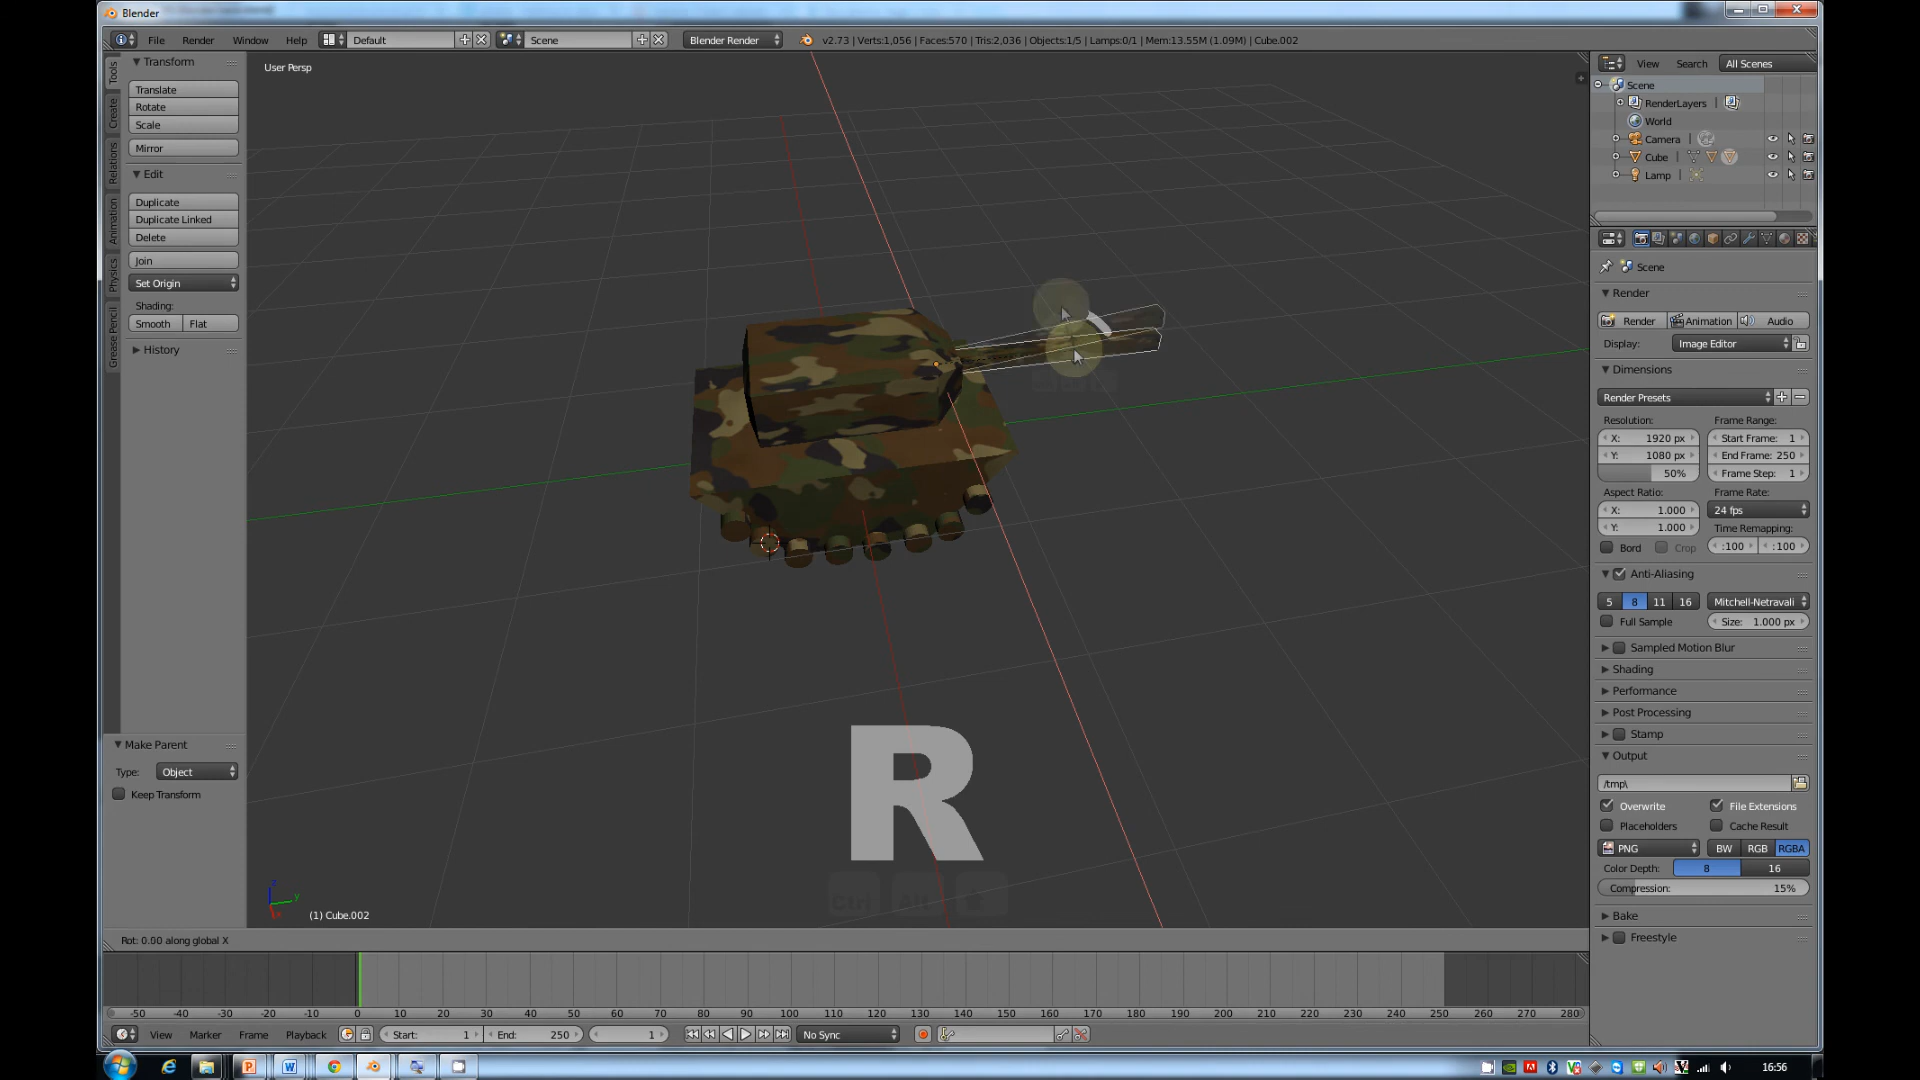 Blender
File Render Window Help Default Scene Blender Render v2.73 | Verts:1,056 | Faces:570 | Tris:2,036 | Objects:1/5 | Lamps:0/1 | Mem:13.55M (1.09M) | Cube.002
Tools
Create
Relations
Animation
Physics
Grease Pencil
Transform
Translate
Rotate
Scale
Mirror
Edit
Duplicate
Duplicate Linked
Delete
Join
Set Origin
Shading:
Smooth Flat
History
Make Parent
Type: Object
Keep Transform
User Persp
R
Ctrl Alt
z
y
x
(1) Cube.002
Rot: 0.00 along global X
View Search All Scenes
Scene
RenderLayers |
World
Camera |
Cube |
Lamp |
Scene
Render
Render Animation Audio
Display: Image Editor
Dimensions
Render Presets
Resolution: Frame Range:
X: 1920 px Start Frame: 1
Y: 1080 px End Frame: 250
50% Frame Step: 1
Aspect Ratio: Frame Rate:
X: 1.000 24 fps
Y: 1.000 Time Remapping:
Bord Crop :100 :100
Anti-Aliasing
5 8 11 16 Mitchell-Netravali
Full Sample Size: 1.000 px
Sampled Motion Blur
Shading
Performance
Post Processing
Stamp
Output
/tmp\
Overwrite File Extensions
Placeholders Cache Result
PNG BW RGB RGBA
Color Depth: 8 16
Compression: 15%
Bake
Freestyle
-50 -40 -30 -20 -10 0 10 20 30 40 50 60 70 80 90 100 110 120 130 140 150 160 170 180 190 200 210 220 230 240 250 260 270 280
View Marker Frame Playback Start: 1 End: 250 1 No Sync
16:56